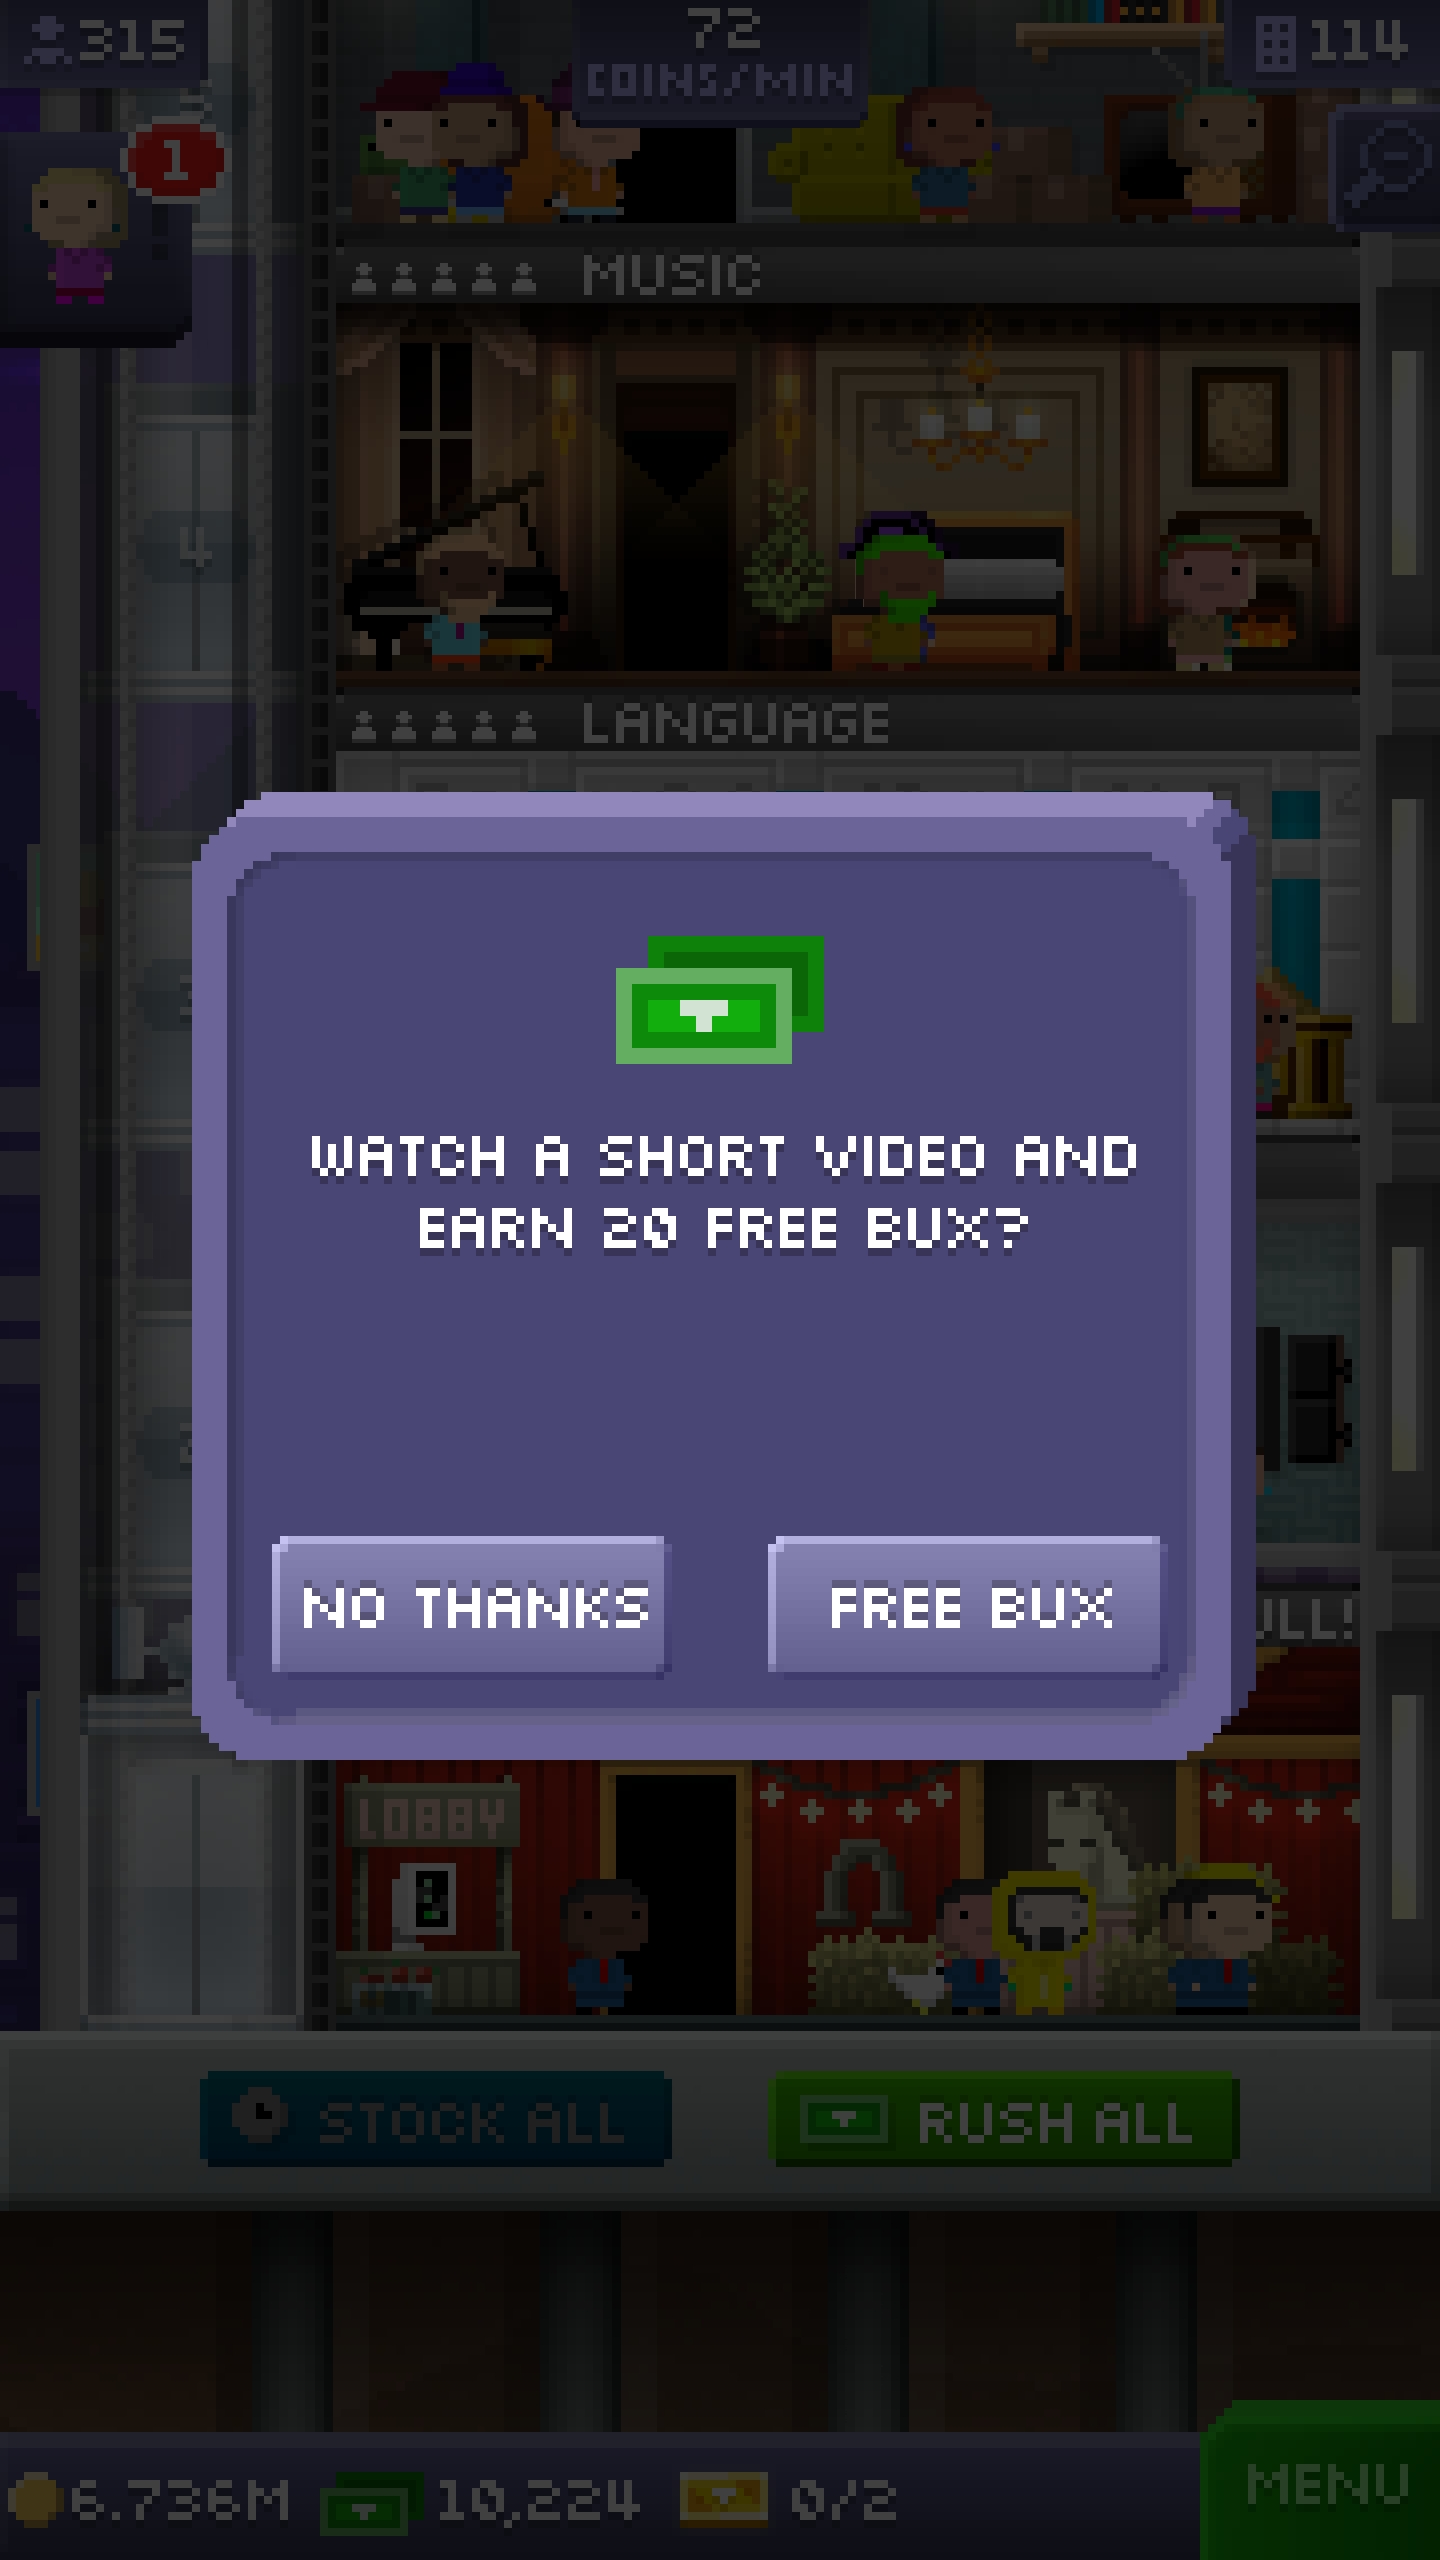 315
72
COINS/MIN
114
1
MUSIC
4
LANGUAGE
WATCH A SHORT VIDEO AND
EARN 20 FREE BUX?
NO THANKS
FREE BUX
LOBBY
STOCK ALL
RUSH ALL
6.736M
10,224
0/2
MENU